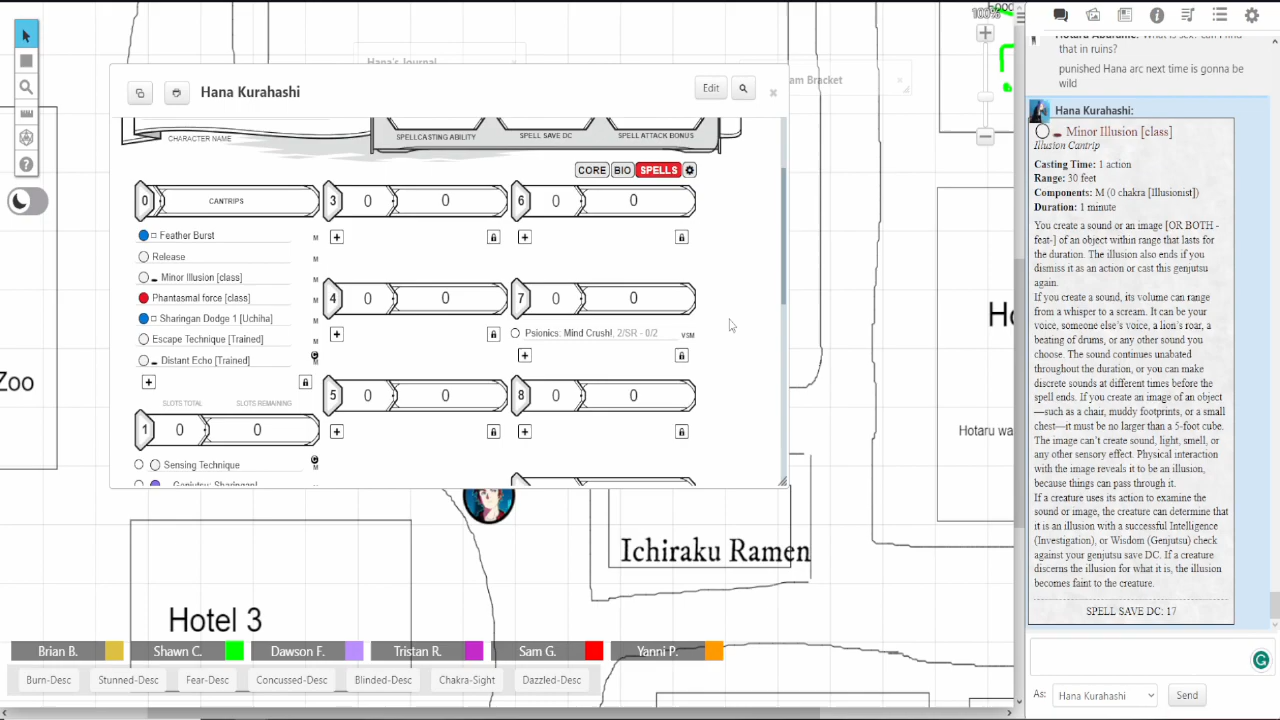 Hana's Journal
am Bracket
100%
Hana Kurahashi
Edit
CHARACTER NAME
SPELLCASTING ABILITY
SPELL SAVE DC
SPELL ATTACK BONUS
CORE BIO SPELLS
0 CANTRIPS
Feather Burst M
Release M
Minor Illusion [class] M
Phantasmal force [class] M
Sharingan Dodge 1 [Uchiha] M
Escape Technique [Trained] M
Distant Echo [Trained] M
SLOTS TOTAL SLOTS REMAINING
1 0 0
Sensing Technique M
Genjutsu: Sharingan!
3 0 0
4 0 0
5 0 0
6 0 0
7 0 0
Psionics: Mind Crush!, 2/SR - 0/2 VSM
8 0 0
Zoo
Hotel 3
Ichiraku Ramen
Ho
Hotaru wa
Brian B.
Shawn C.
Dawson F.
Tristan R.
Sam G.
Yanni P.
Burn-Desc
Stunned-Desc
Fear-Desc
Blinded-Desc
Chakra-Sight
Dazzled-Desc
that in ruins?
punished Hana arc next time is gonna be
wild
Hana Kurahashi:
Minor Illusion [class]
Illusion Cantrip
Casting Time: 1 action
Range: 30 feet
Components: M (0 chakra [Illusionist])
Duration: 1 minute
You create a sound or an image [OR BOTH -
feat-] of an object within range that lasts for
the duration. The illusion also ends if you
dismiss it as an action or cast this genjutsu
again.
If you create a sound, its volume can range
from a whisper to a scream. It can be your
voice, someone else's voice, a lion's roar, a
beating of drums, or any other sound you
choose. The sound continues unabated
throughout the duration, or you can make
discrete sounds at different times before the
spell ends. If you create an image of an object
—such as a chair, muddy footprints, or a small
chest—it must be no larger than a 5-foot cube.
The image can't create sound, light, smell, or
any other sensory effect. Physical interaction
with the image reveals it to be an illusion,
because things can pass through it.
If a creature uses its action to examine the
sound or image, the creature can determine that
it is an illusion with a successful Intelligence
(Investigation), or Wisdom (Genjutsu) check
against your genjutsu save DC. If a creature
discerns the illusion for what it is, the illusion
becomes faint to the creature.
SPELL SAVE DC: 17
As: Hana Kurahashi
Send